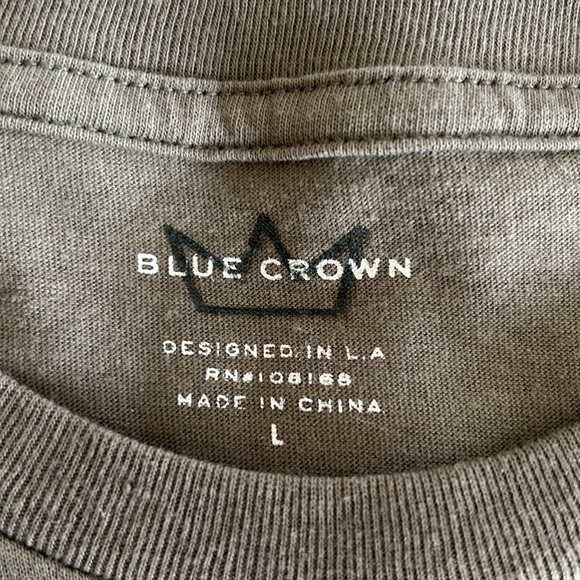 BLUE CROWN
DESIGNED IN L.A
RN#108168
MADE IN CHINA
L